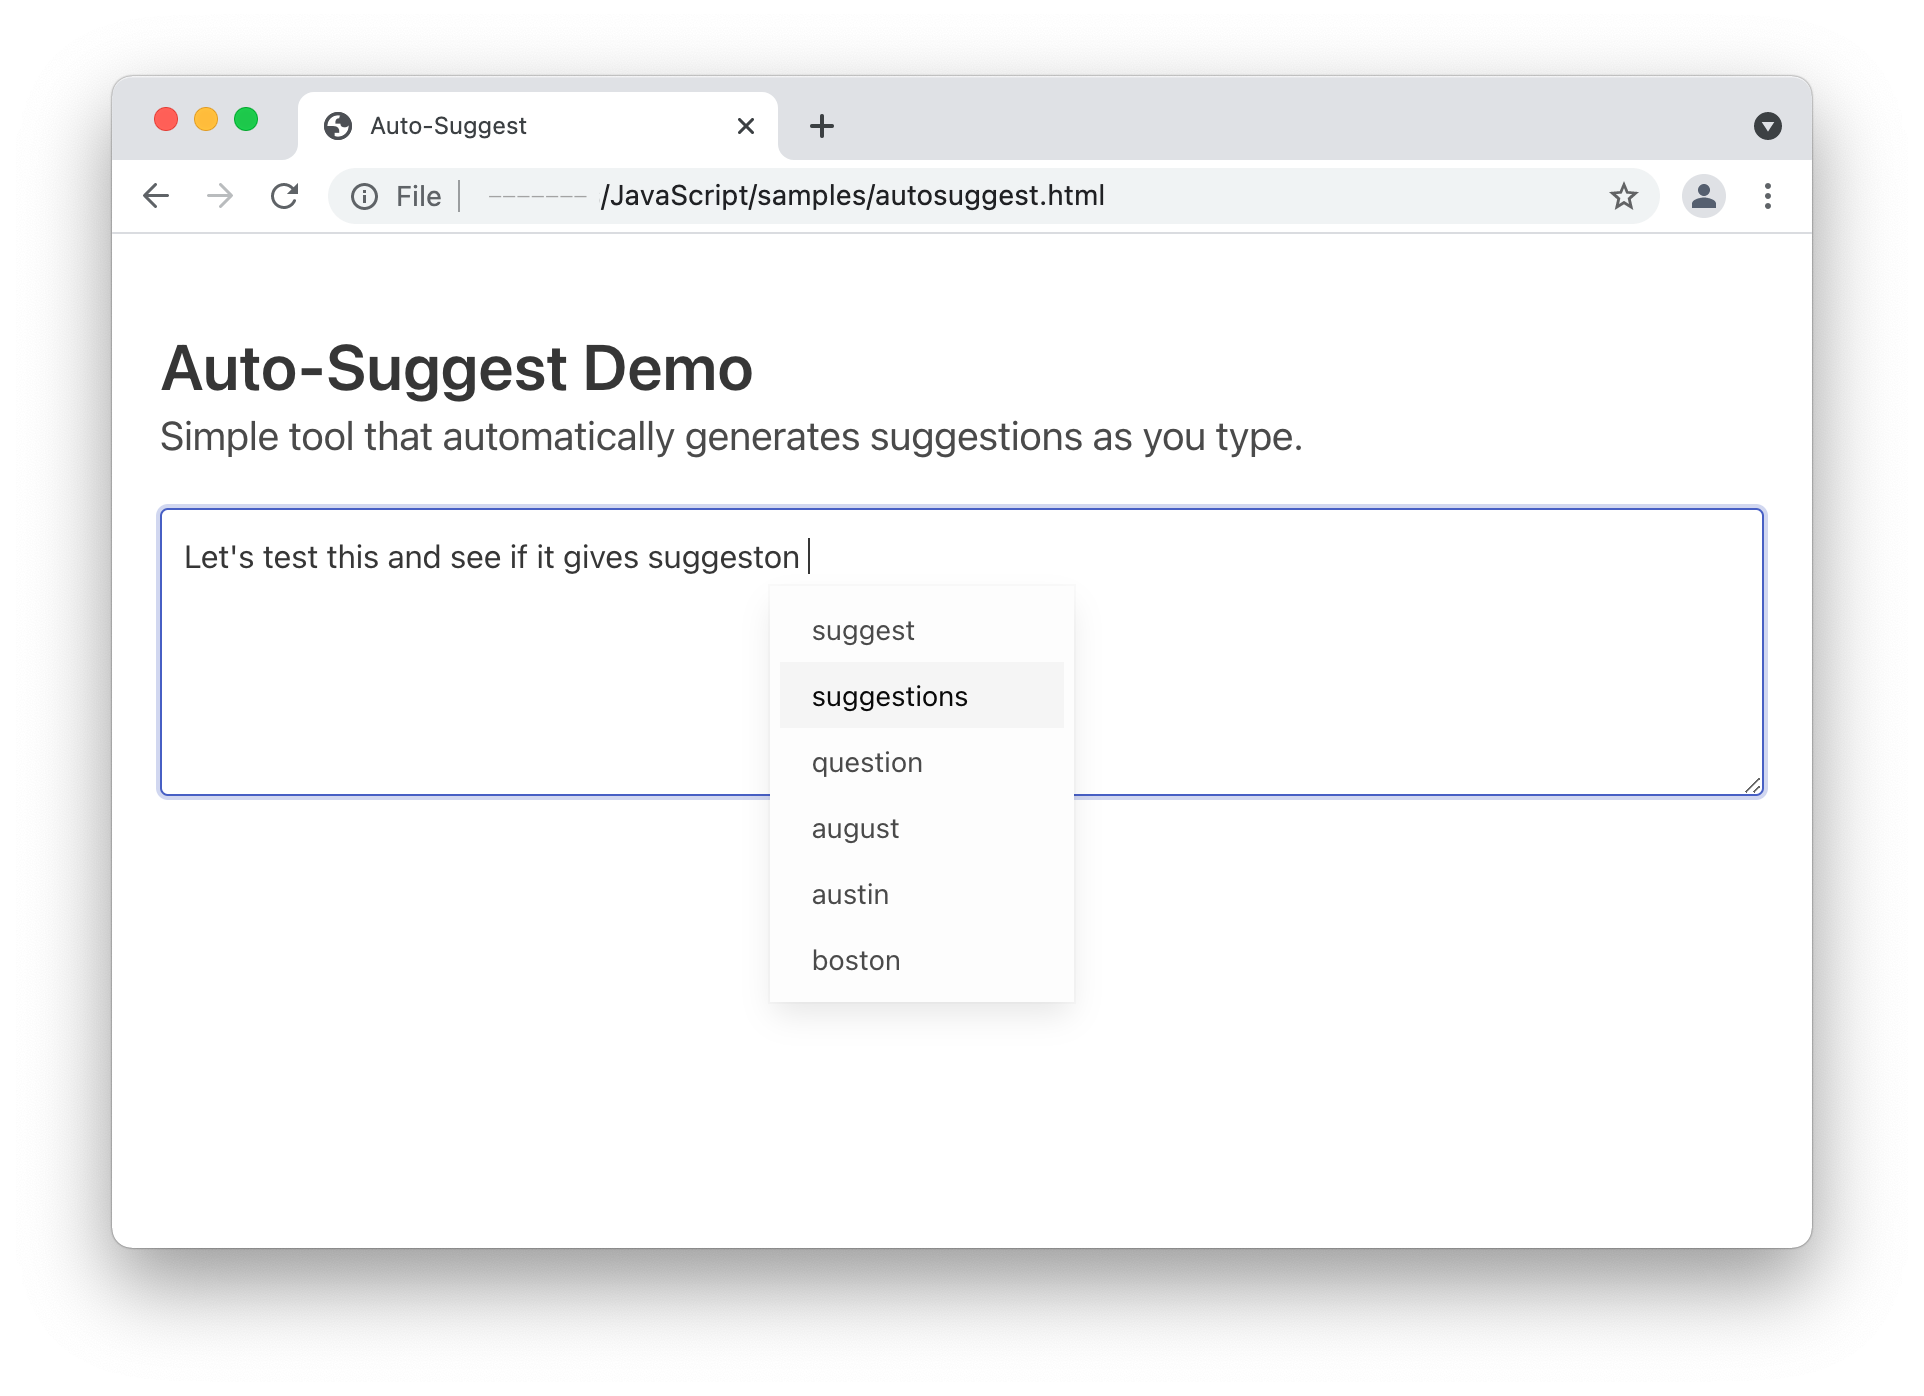 Auto-Suggest
File | /JavaScript/samples/autosuggest.html
Auto-Suggest Demo
Simple tool that automatically generates suggestions as you type.
Let's test this and see if it gives suggeston
suggest
suggestions
question
august
austin
boston